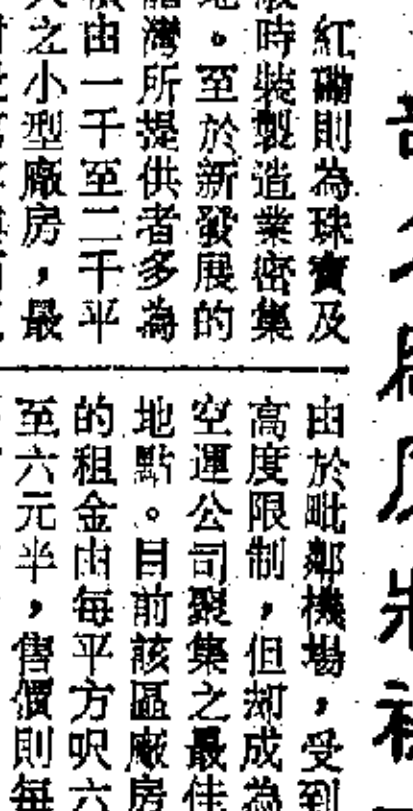 紅磡則為珠寶及
時裝製造業密集
地。至於新發展的
灣所提供者多為
由一千至二千平
之小型廠房，最
由於毗鄰機場，受到
高度限制，但却成為
空運公司聚集之最佳
地點。目前該區廠房
的租金由每平方呎六
至六元半，售價則每